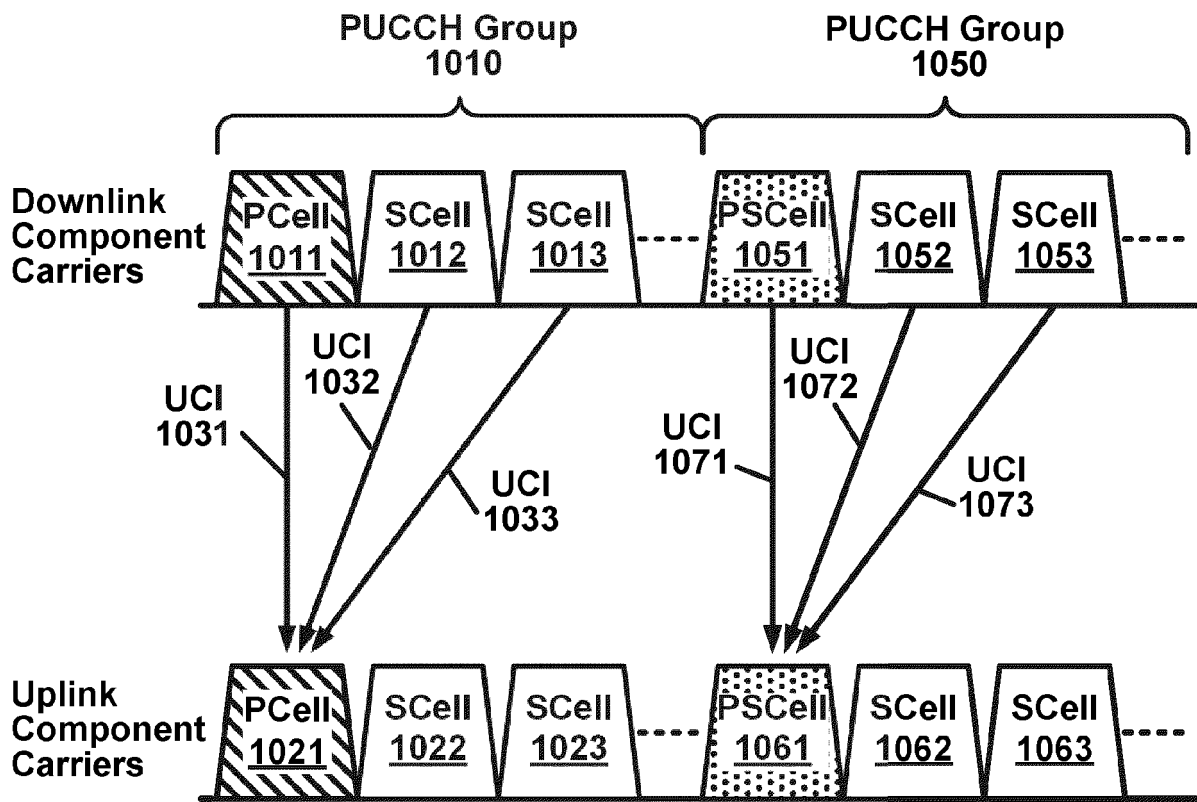 PUCCH Group
1010
PUCCH Group
1050
Downlink
Component
Carriers
PCell
1011
SCell
1012
SCell
1013
PSCell
1051
SCell
1052
SCell
1053
UCI
1031
UCI
1032
UCI
1033
UCI
1071
UCI
1072
UCI
1073
Uplink
Component
Carriers
PCell
1021
SCell
1022
SCell
1023
PSCell
1061
SCell
1062
SCell
1063